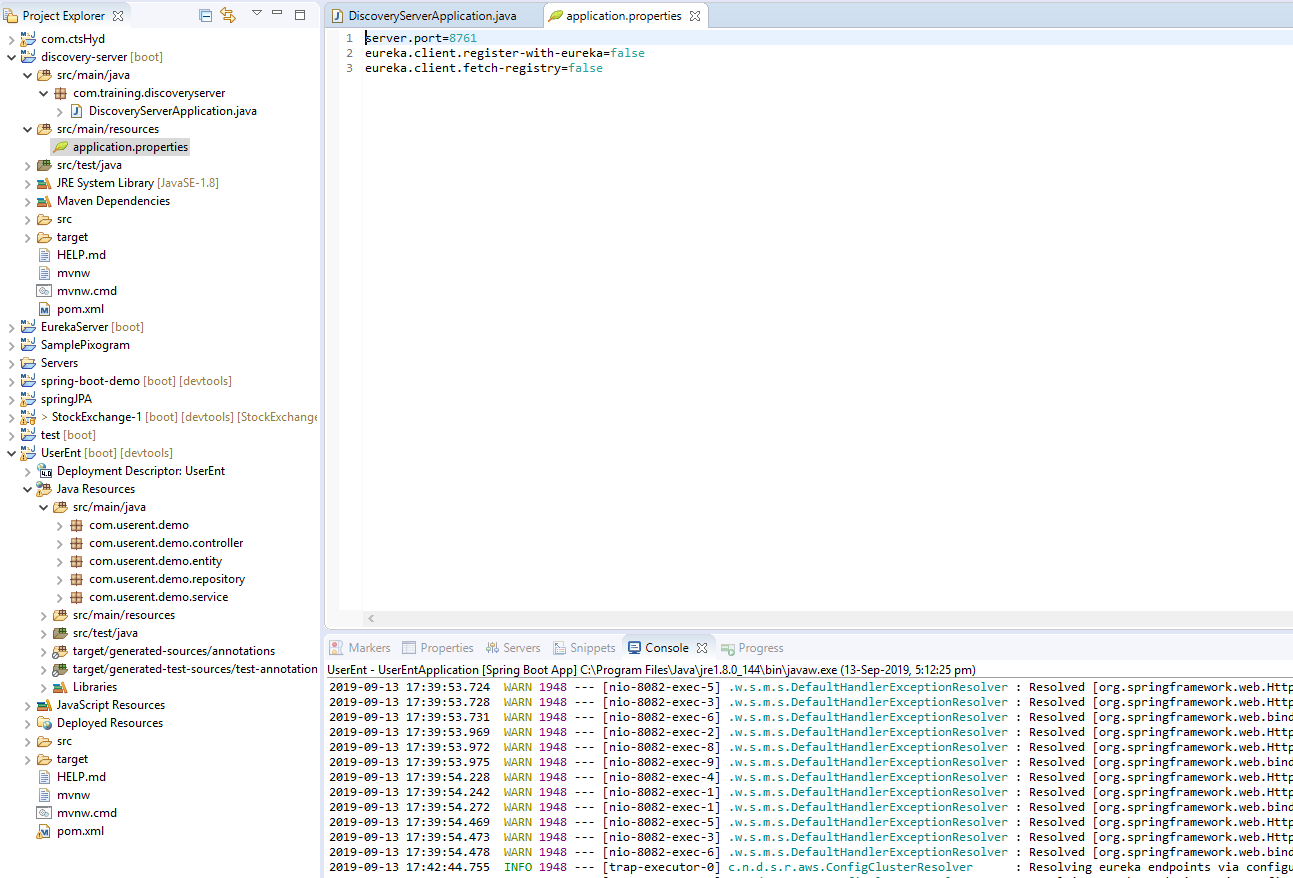 Project Explorer
com.ctsHyd
discovery-server [boot]
src/main/java
com.training.discoveryserver
DiscoveryServerApplication.java
src/main/resources
application.properties
src/test/java
JRE System Library [JavaSE-1.8]
Maven Dependencies
src
target
HELP.md
mvnw
mvnw.cmd
pom.xml
EurekaServer [boot]
SamplePixogram
Servers
spring-boot-demo [boot] [devtools]
springJPA
> StockExchange-1 [boot] [devtools] [StockExchange
test [boot]
UserEnt [boot] [devtools]
Deployment Descriptor: UserEnt
Java Resources
src/main/java
com.userent.demo
com.userent.demo.controller
com.userent.demo.entity
com.userent.demo.repository
com.userent.demo.service
src/main/resources
src/test/java
target/generated-sources/annotations
target/generated-test-sources/test-annotation
Libraries
JavaScript Resources
Deployed Resources
src
target
HELP.md
mvnw
mvnw.cmd
pom.xml
DiscoveryServerApplication.java application.properties
1 server.port=8761
2 eureka.client.register-with-eureka=false
3 eureka.client.fetch-registry=false
Markers Properties Servers Snippets Console Progress
UserEnt - UserEntApplication [Spring Boot App] C:\Program Files\Java\jre1.8.0_144\bin\javaw.exe (13-Sep-2019, 5:12:25 pm)
2019-09-13 17:39:53.724 WARN 1948 --- [nio-8082-exec-5] .w.s.m.s.DefaultHandlerExceptionResolver : Resolved [org.springframework.web.Http
2019-09-13 17:39:53.728 WARN 1948 --- [nio-8082-exec-3] .w.s.m.s.DefaultHandlerExceptionResolver : Resolved [org.springframework.web.Http
2019-09-13 17:39:53.731 WARN 1948 --- [nio-8082-exec-6] .w.s.m.s.DefaultHandlerExceptionResolver : Resolved [org.springframework.web.bind
2019-09-13 17:39:53.969 WARN 1948 --- [nio-8082-exec-2] .w.s.m.s.DefaultHandlerExceptionResolver : Resolved [org.springframework.web.Http
2019-09-13 17:39:53.972 WARN 1948 --- [nio-8082-exec-8] .w.s.m.s.DefaultHandlerExceptionResolver : Resolved [org.springframework.web.Http
2019-09-13 17:39:53.975 WARN 1948 --- [nio-8082-exec-9] .w.s.m.s.DefaultHandlerExceptionResolver : Resolved [org.springframework.web.bind
2019-09-13 17:39:54.228 WARN 1948 --- [nio-8082-exec-4] .w.s.m.s.DefaultHandlerExceptionResolver : Resolved [org.springframework.web.Http
2019-09-13 17:39:54.242 WARN 1948 --- [nio-8082-exec-1] .w.s.m.s.DefaultHandlerExceptionResolver : Resolved [org.springframework.web.Http
2019-09-13 17:39:54.272 WARN 1948 --- [nio-8082-exec-1] .w.s.m.s.DefaultHandlerExceptionResolver : Resolved [org.springframework.web.bind
2019-09-13 17:39:54.469 WARN 1948 --- [nio-8082-exec-5] .w.s.m.s.DefaultHandlerExceptionResolver : Resolved [org.springframework.web.Http
2019-09-13 17:39:54.473 WARN 1948 --- [nio-8082-exec-3] .w.s.m.s.DefaultHandlerExceptionResolver : Resolved [org.springframework.web.Http
2019-09-13 17:39:54.478 WARN 1948 --- [nio-8082-exec-6] .w.s.m.s.DefaultHandlerExceptionResolver : Resolved [org.springframework.web.bind
2019-09-13 17:42:44.755 INFO 1948 --- [trap-executor-0] c.n.d.s.r.aws.ConfigClusterResolver : Resolving eureka endpoints via configu